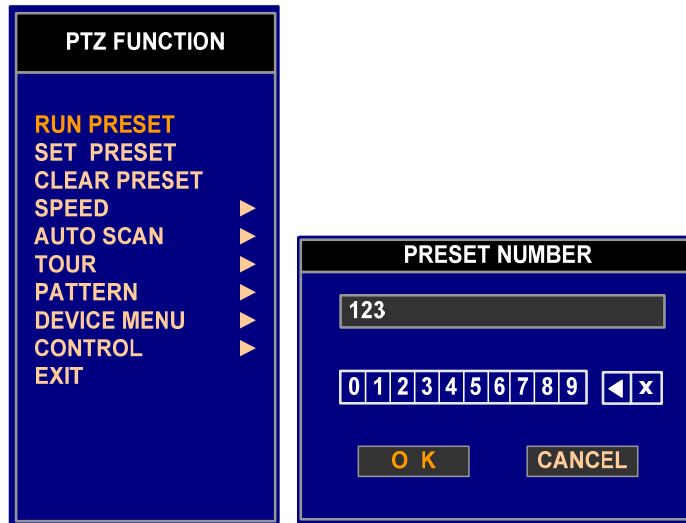 PTZ FUNCTION
RUN PRESET
SET PRESET
CLEAR PRESET
SPEED ▶
AUTO SCAN ▶
TOUR ▶
PATTERN ▶
DEVICE MENU ▶
CONTROL ▶
EXIT
PRESET NUMBER
123
0 1 2 3 4 5 6 7 8 9 ◀ x
O K CANCEL